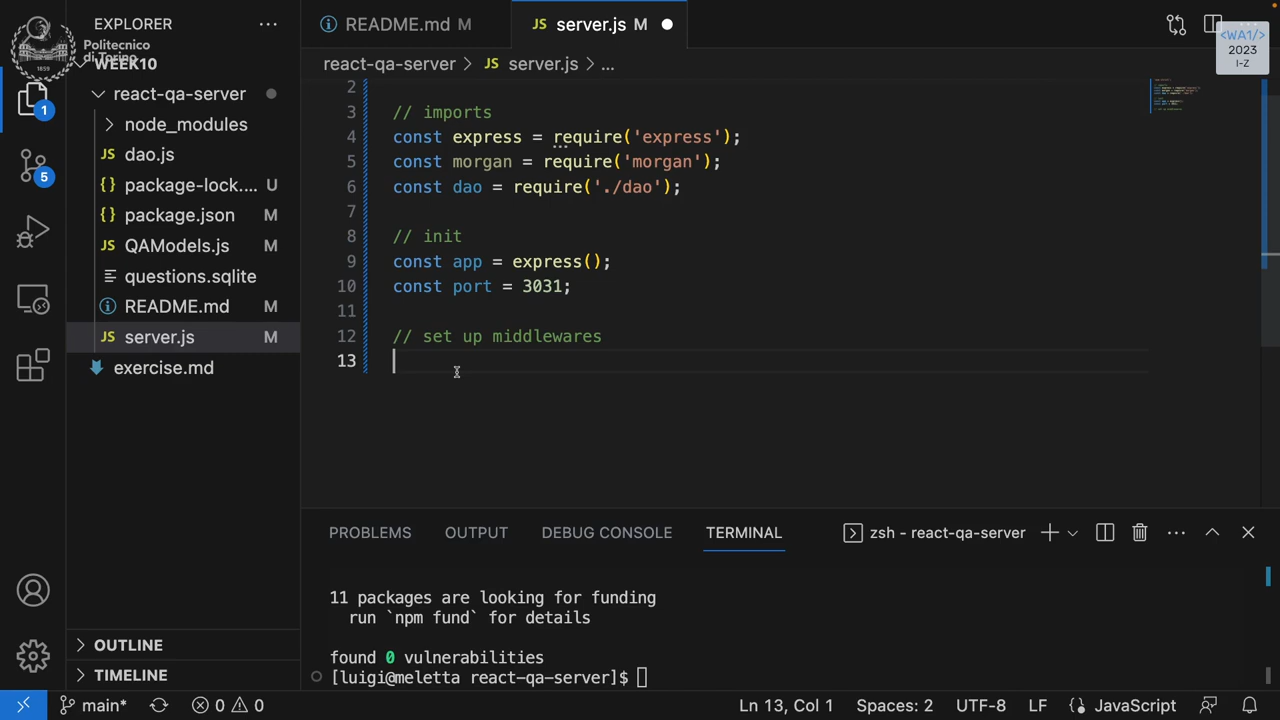 EXPLORER
Politecnico
di Torino
1859
WEEK10
react-qa-server
node_modules
dao.js
package-lock.... U
package.json M
QAModels.js M
questions.sqlite
README.md M
server.js M
exercise.md
OUTLINE
TIMELINE
1
5
README.md M
JS server.js M
<WA1/>
2023
I-Z
react-qa-server > JS server.js > ...
2
3 // imports
4 const express = require('express');
5 const morgan = require('morgan');
6 const dao = require('./dao');
7
8 // init
9 const app = express();
10 const port = 3031;
11
12 // set up middlewares
13
PROBLEMS OUTPUT DEBUG CONSOLE TERMINAL zsh - react-qa-server
11 packages are looking for funding
run `npm fund` for details
found 0 vulnerabilities
[luigi@meletta react-qa-server]$
main* 0 0 Ln 13, Col 1 Spaces: 2 UTF-8 LF {} JavaScript